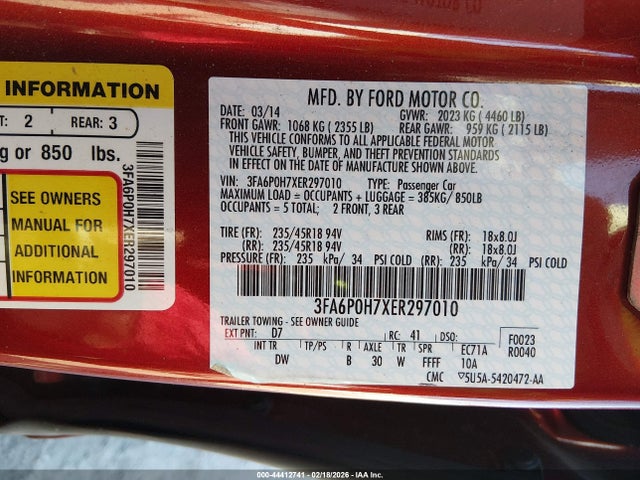 INFORMATION
T: 2 REAR: 3
g or 850 lbs.
SEE OWNERS
MANUAL FOR
ADDITIONAL
INFORMATION
3FA6P0H7XER297010
MFD. BY FORD MOTOR CO.
DATE: 03/14 GVWR: 2023 KG ( 4460 LB)
FRONT GAWR: 1068 KG ( 2355 LB) REAR GAWR: 959 KG ( 2115 LB)
THIS VEHICLE CONFORMS TO ALL APPLICABLE FEDERAL MOTOR
VEHICLE SAFETY, BUMPER, AND THEFT PREVENTION STANDARDS
IN EFFECT ON THE DATE OF MANUFACTURE SHOWN ABOVE.
VIN: 3FA6P0H7XER297010 TYPE: Passenger Car
MAXIMUM LOAD = OCCUPANTS + LUGGAGE = 385KG/ 850LB
OCCUPANTS = 5 TOTAL; 2 FRONT, 3 REAR
TIRE (FR): 235/45R18 94V RIMS (FR): 18x8.0J
(RR): 235/45R18 94V (RR): 18x8.0J
PRESSURE (FR): 235 kPa/ 34 PSI COLD (RR): 235 kPa/ 34 PSI COLD
3FA6P0H7XER297010
TRAILER TOWING - SEE OWNER GUIDE
EXT PNT: D7 RC: 41 DSO: F0023
INT TR TP/PS R AXLE TR SPR EC71A R0040
DW B 30 W FFFF 10A
CMC ▽5U5A-5420472-AA
000-44412741 - 02/18/2026 - IAA Inc.